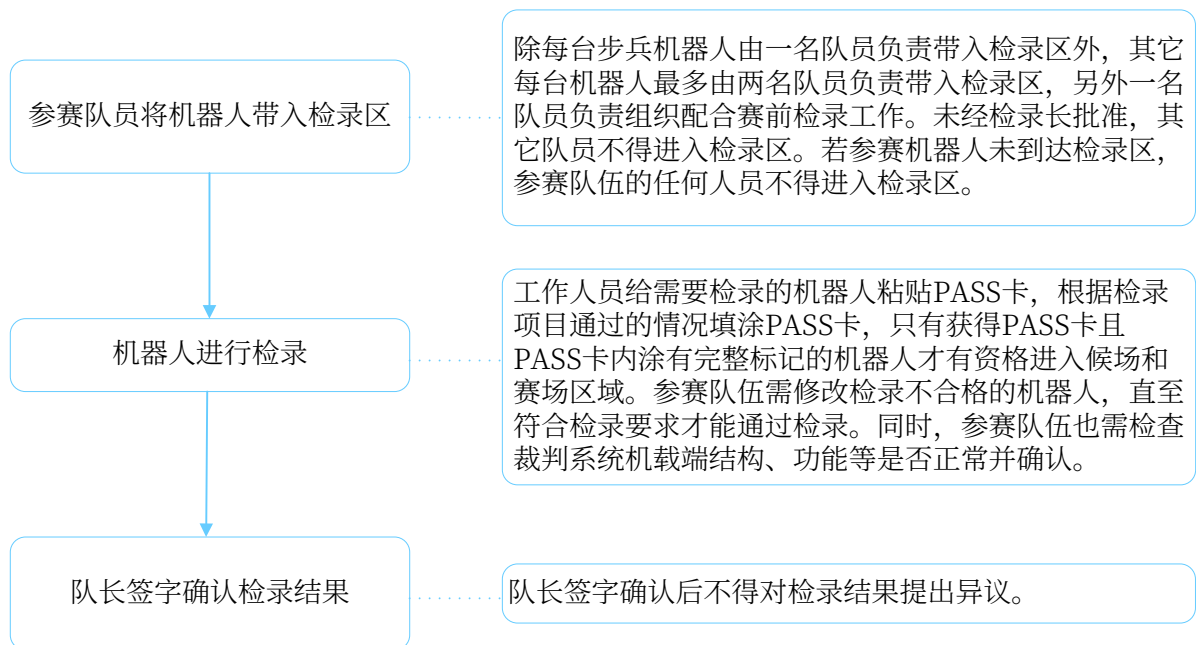 参赛队员将机器人带入检录区
除每台步兵机器人由一名队员负责带入检录区外，其它
每台机器人最多由两名队员负责带入检录区，另外一名
队员负责组织配合赛前检录工作。未经检录长批准，其
它队员不得进入检录区。若参赛机器人未到达检录区，
参赛队伍的任何人员不得进入检录区。
机器人进行检录
工作人员给需要检录的机器人粘贴PASS卡，根据检录
项目通过的情况填涂PASS卡，只有获得PASS卡且
PASS卡内涂有完整标记的机器人才有资格进入候场和
赛场区域。参赛队伍需修改检录不合格的机器人，直至
符合检录要求才能通过检录。同时，参赛队伍也需检查
裁判系统机载端结构、功能等是否正常并确认。
队长签字确认检录结果
队长签字确认后不得对检录结果提出异议。